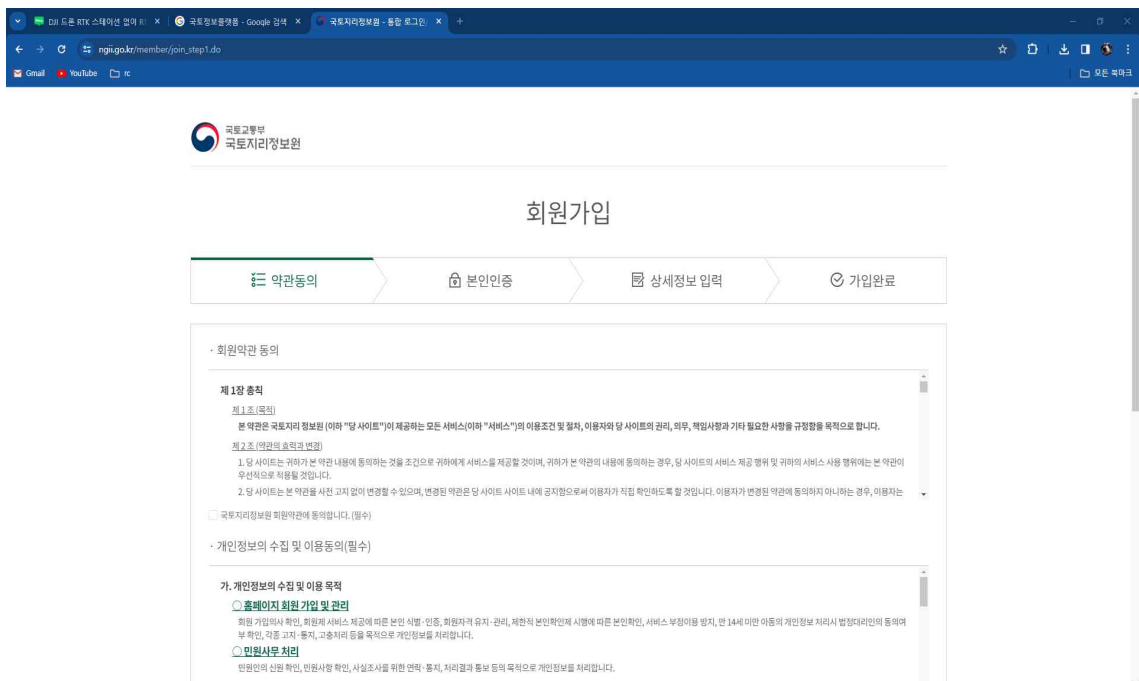 DJI 드론 RTK 스테이션 없이 R
국토정보플랫폼 - Google 검색
국토지리정보원 - 통합 로그인
ngii.go.kr/member/join_step1.do
Gmail
YouTube
rc
모든 북마크
국토교통부
국토지리정보원
회원가입
약관동의
본인인증
상세정보 입력
가입완료
· 회원약관 동의
제 1장 총칙
제 1 조 (목적)
본 약관은 국토지리 정보원 (이하 "당 사이트")이 제공하는 모든 서비스(이하 "서비스")의 이용조건 및 절차, 이용자와 당 사이트의 권리, 의무, 책임사항과 기타 필요한 사항을 규정함을 목적으로 합니다.
제 2 조 (약관의 효력과 변경)
1. 당 사이트는 귀하가 본 약관 내용에 동의하는 것을 조건으로 귀하에게 서비스를 제공할 것이며, 귀하가 본 약관의 내용에 동의하는 경우, 당 사이트의 서비스 제공 행위 및 귀하의 서비스 사용 행위에는 본 약관이
우선적으로 적용될 것입니다.
2. 당 사이트는 본 약관을 사전 고지 없이 변경할 수 있으며, 변경된 약관은 당 사이트 사이트 내에 공지함으로써 이용자가 직접 확인하도록 할 것입니다. 이용자가 변경된 약관에 동의하지 아니하는 경우, 이용자는
국토지리정보원 회원약관에 동의합니다. (필수)
· 개인정보의 수집 및 이용동의(필수)
가. 개인정보의 수집 및 이용 목적
○ 홈페이지 회원 가입 및 관리
회원 가입의사 확인, 회원제 서비스 제공에 따른 본인 식별·인증, 회원자격 유지·관리, 제한적 본인확인제 시행에 따른 본인확인, 서비스 부정이용 방지, 만 14세 미만 아동의 개인정보 처리시 법정대리인의 동의여
부 확인, 각종 고지·통지, 고충처리 등을 목적으로 개인정보를 처리합니다.
○ 민원사무 처리
민원인의 신원 확인, 민원사항 확인, 사실조사를 위한 연락·통지, 처리결과 통보 등의 목적으로 개인정보를 처리합니다.